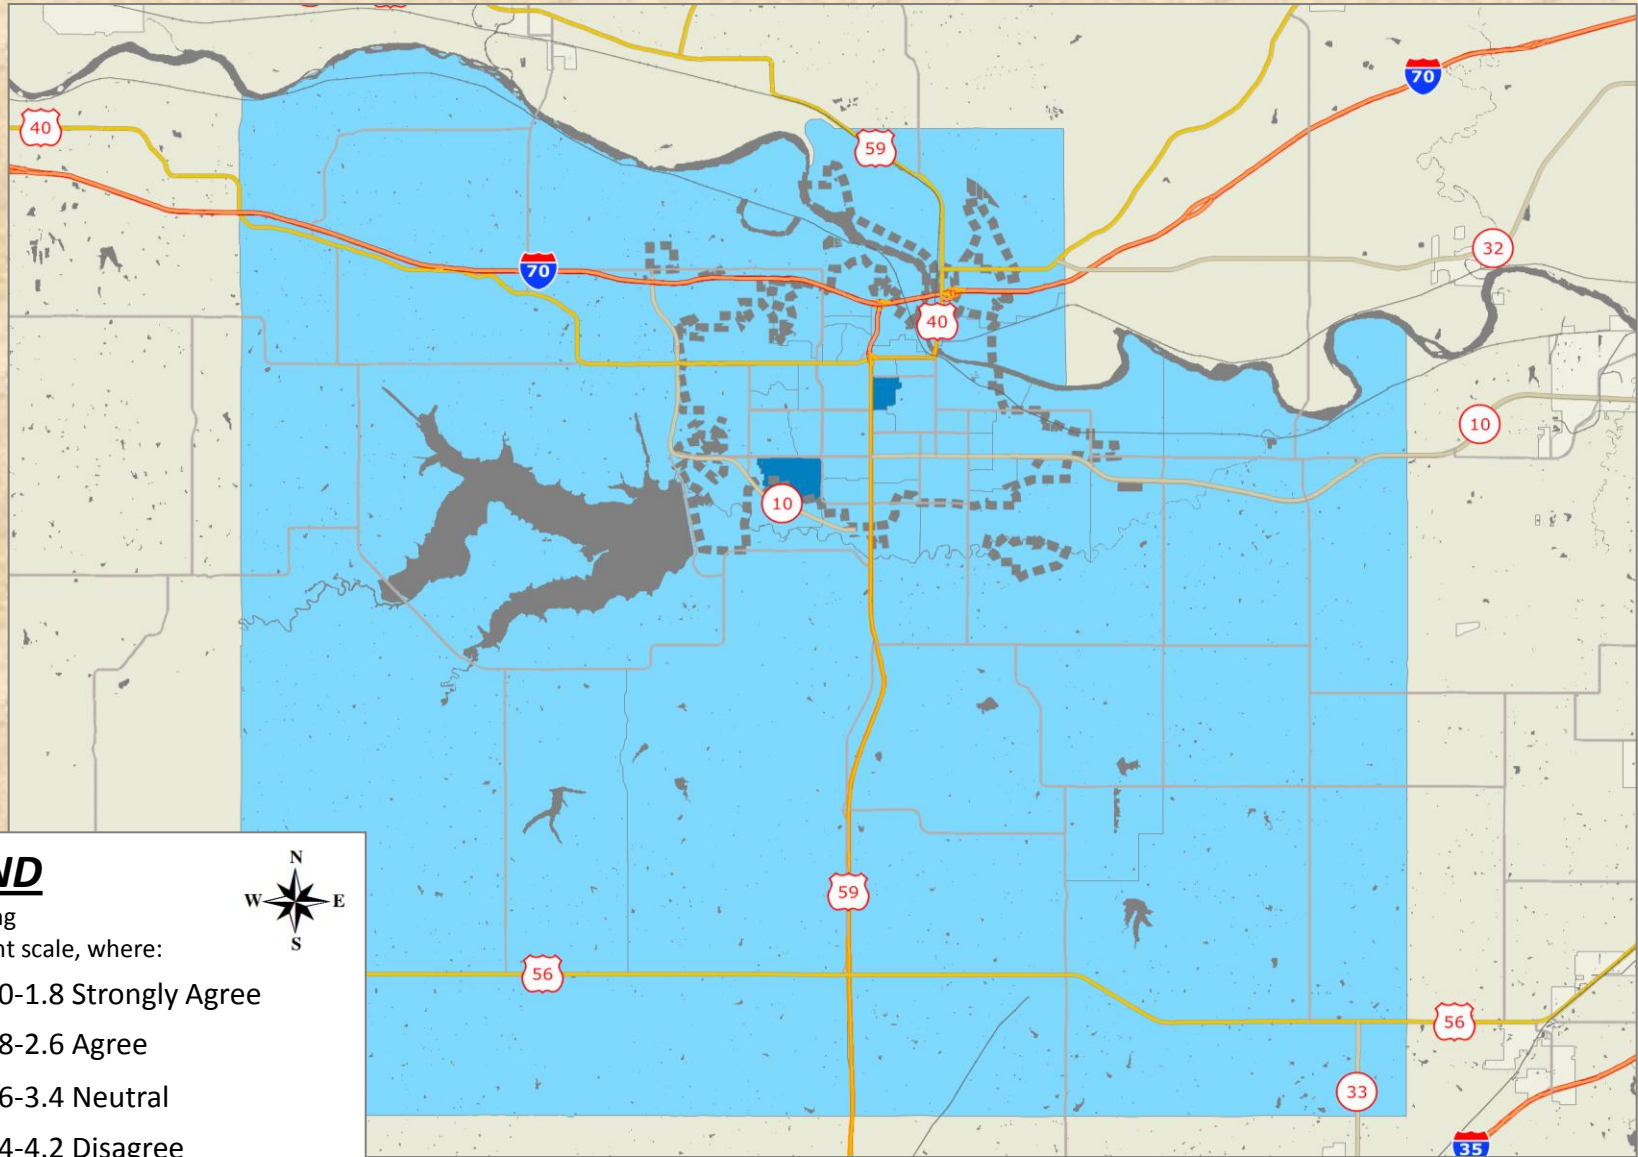 70
40
59
32
70
40
10
10
59
56
56
33
35
ND
N
W E
S
ng
nt scale, where:
0-1.8 Strongly Agree
8-2.6 Agree
6-3.4 Neutral
4-4.2 Disagree